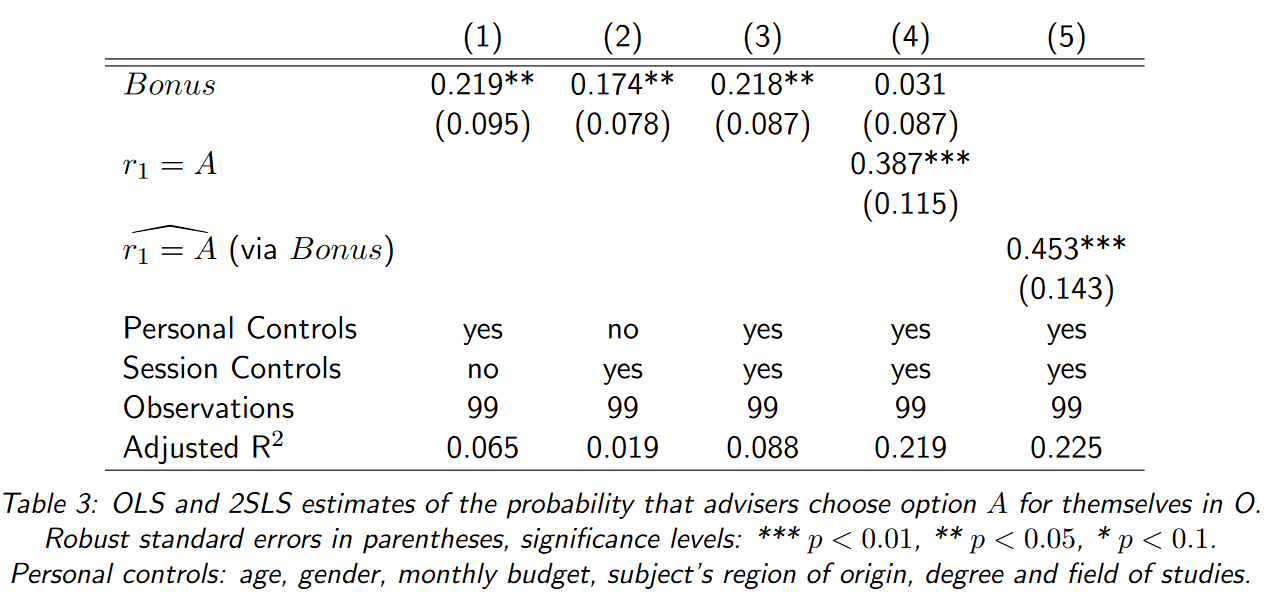 (1) (2) (3) (4) (5)
Bonus 0.219** 0.174** 0.218** 0.031
(0.095) (0.078) (0.087) (0.087)
r₁ = A 0.387***
(0.115)
r̂₁ = A (via Bonus) 0.453***
(0.143)
Personal Controls yes no yes yes yes
Session Controls no yes yes yes yes
Observations 99 99 99 99 99
Adjusted R² 0.065 0.019 0.088 0.219 0.225
Table 3: OLS and 2SLS estimates of the probability that advisers choose option A for themselves in O.
Robust standard errors in parentheses, significance levels: *** p < 0.01, ** p < 0.05, * p < 0.1.
Personal controls: age, gender, monthly budget, subject's region of origin, degree and field of studies.